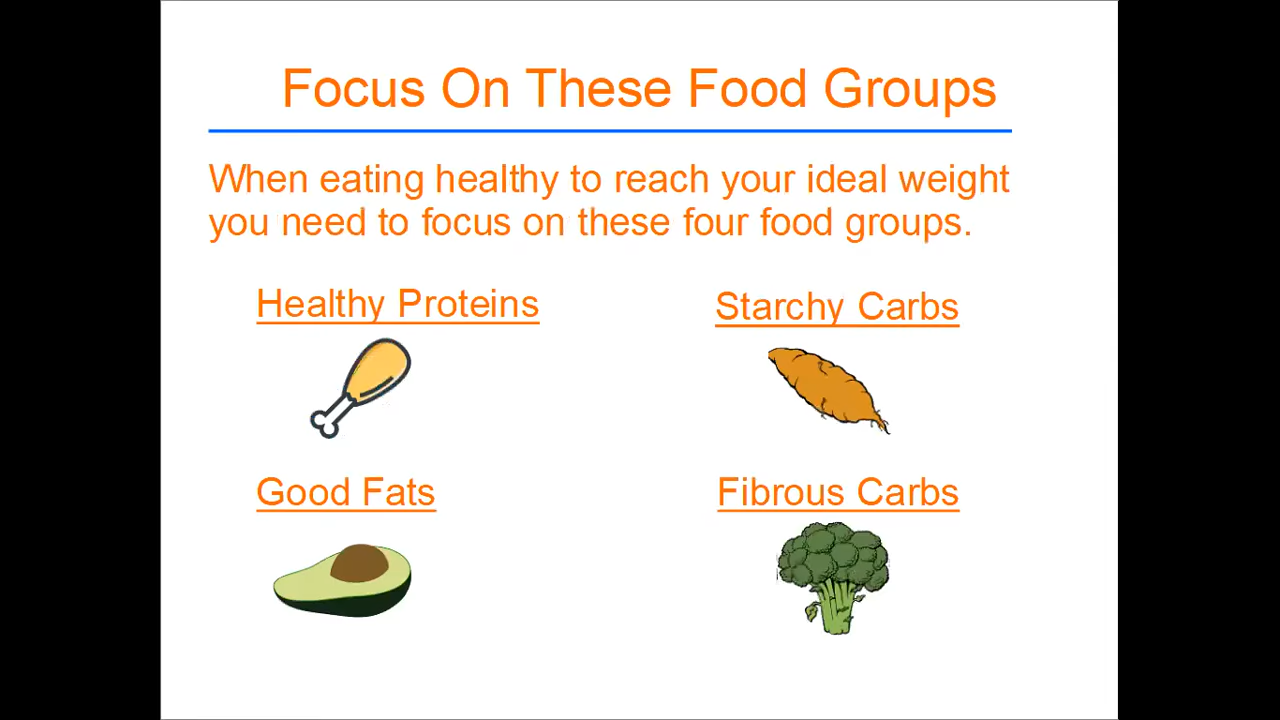 Focus On These Food Groups
When eating healthy to reach your ideal weight
you need to focus on these four food groups.
Healthy Proteins
Starchy Carbs
Good Fats
Fibrous Carbs